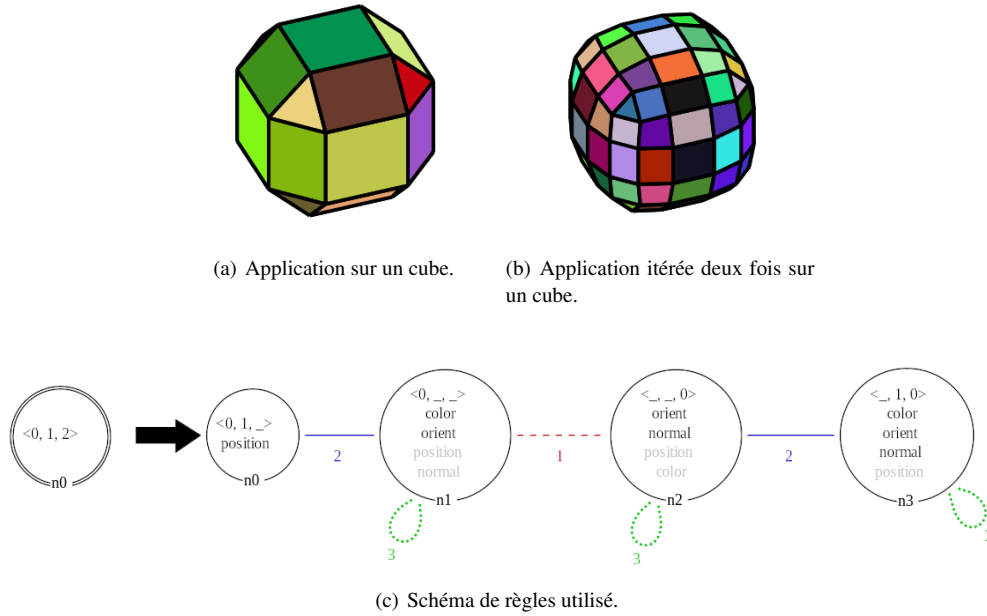 (a) Application sur un cube.
(b) Application itérée deux fois sur
un cube.
<0, 1, 2>
n0
<0, 1, _>
position
n0
2
<0, _, _>
color
orient
position
normal
n1
3
1
<_, _, 0>
orient
normal
position
color
n2
3
2
<_, 1, 0>
color
orient
normal
position
n3
(c) Schéma de règles utilisé.